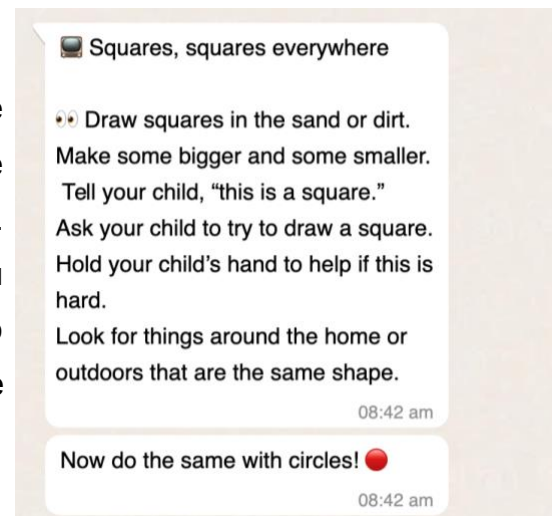 📺 Squares, squares everywhere
👀 Draw squares in the sand or dirt.
Make some bigger and some smaller.
Tell your child, “this is a square.”
Ask your child to try to draw a square.
Hold your child’s hand to help if this is
hard.
Look for things around the home or
outdoors that are the same shape.
08:42 am
Now do the same with circles! 🔴
08:42 am